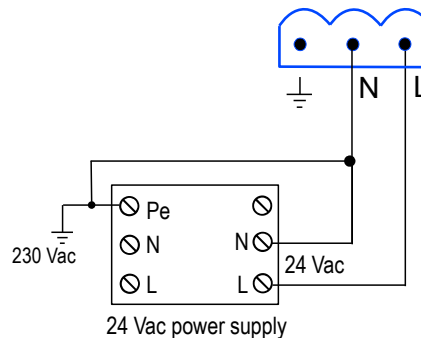 N L
Pe
N N
230 Vac 24 Vac
L L
24 Vac power supply